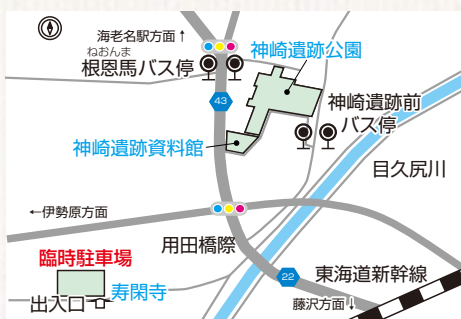 海老名駅方面↑
ねおんま
根恩馬バス停
神崎遺跡公園
43
神崎遺跡前
バス停
神崎遺跡資料館
目久尻川
←伊勢原方面
用田橋際
臨時駐車場
寿閑寺
出入口
22
東海道新幹線
藤沢方面↓